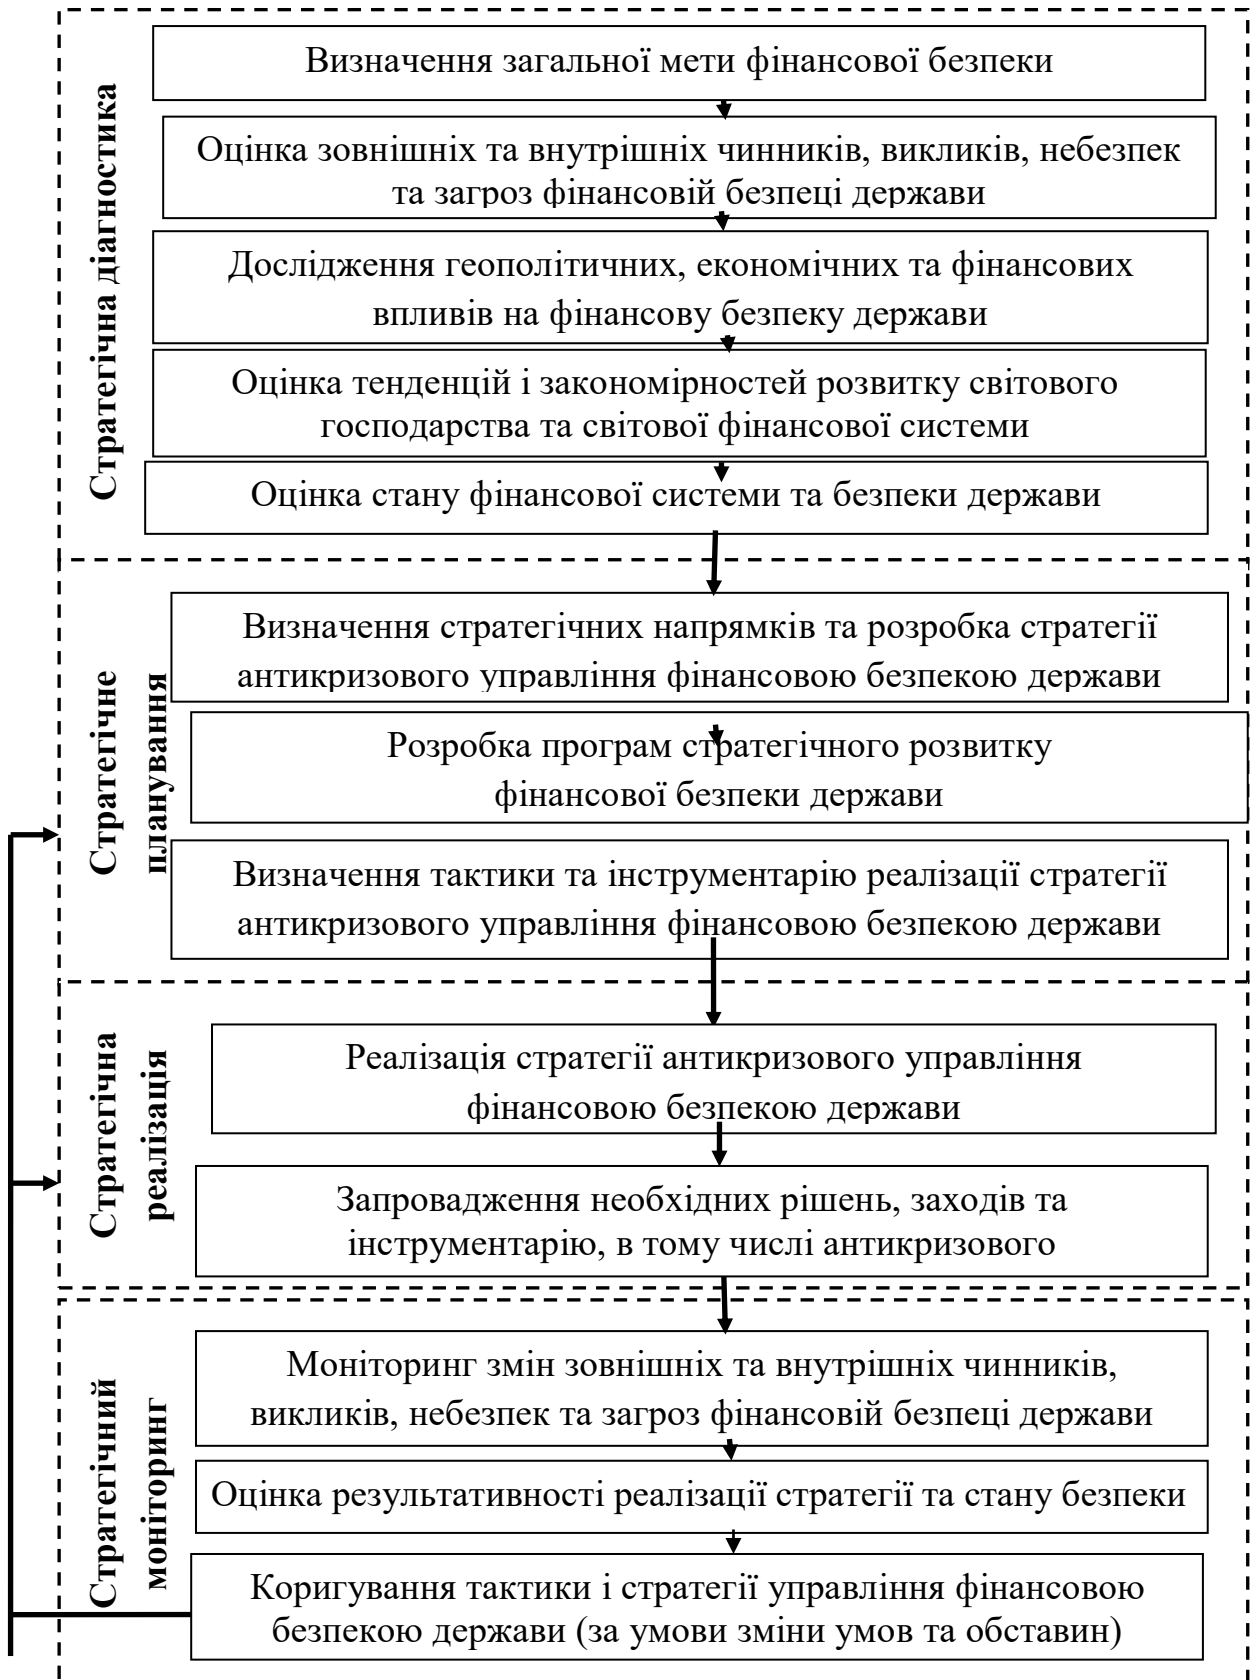 Стратегічна діагностика
Визначення загальної мети фінансової безпеки
Оцінка зовнішніх та внутрішніх чинників, викликів, небезпек
та загроз фінансовій безпеці держави
Дослідження геополітичних, економічних та фінансових
впливів на фінансову безпеку держави
Оцінка тенденцій і закономірностей розвитку світового
господарства та світової фінансової системи
Оцінка стану фінансової системи та безпеки держави
Стратегічне
планування
Визначення стратегічних напрямків та розробка стратегії
антикризового управління фінансовою безпекою держави
Розробка програм стратегічного розвитку
фінансової безпеки держави
Визначення тактики та інструментарію реалізації стратегії
антикризового управління фінансовою безпекою держави
Стратегічна
реалізація
Реалізація стратегії антикризового управління
фінансовою безпекою держави
Запровадження необхідних рішень, заходів та
інструментарію, в тому числі антикризового
Стратегічний
моніторинг
Моніторинг змін зовнішніх та внутрішніх чинників,
викликів, небезпек та загроз фінансовій безпеці держави
Оцінка результативності реалізації стратегії та стану безпеки
Коригування тактики і стратегії управління фінансовою
безпекою держави (за умови зміни умов та обставин)